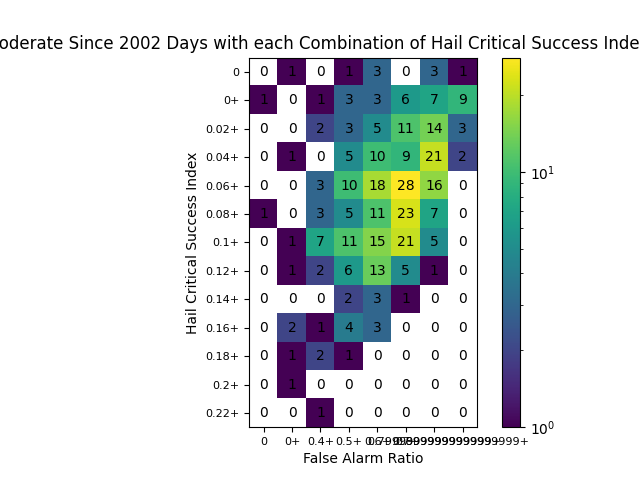 oderate Since 2002 Days with each Combination of Hail Critical Success Inde
0 0 1 0 1 3 0 3 1
0+ 1 0 1 3 3 6 7 9
0.02+ 0 0 2 3 5 11 14 3
0.04+ 0 1 0 5 10 9 21 2
0.06+ 0 0 3 10 18 28 16 0
0.08+ 1 0 3 5 11 23 7 0
0.1+ 0 1 7 11 15 21 5 0
0.12+ 0 1 2 6 13 5 1 0
0.14+ 0 0 0 2 3 1 0 0
0.16+ 0 2 1 4 3 0 0 0
0.18+ 0 1 2 1 0 0 0 0
0.2+ 0 1 0 0 0 0 0 0
0.22+ 0 0 1 0 0 0 0 0
0 0+ 0.4+ 0.5+
False Alarm Ratio
Hail Critical Success Index
10¹
10⁰